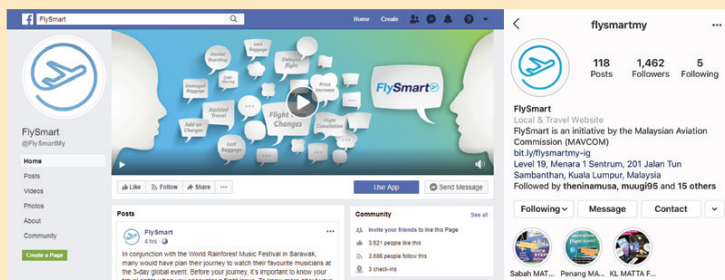 FlySmart
Home Create
FlySmart
@FlySmartMy
Home
Posts
Videos
Photos
About
Community
Create a Page
Denied Boarding
Lost Baggage
Delayed flight
Damaged Baggage
Price Increase
Assisted Travel
Flight Changes
Add-on Charges
Flight Cancellation
Lost Baggage
FlySmart
Like Follow Share ...
Use App Send Message
Posts
FlySmart
4 hrs
In conjunction with the World Rainforest Music Festival in Sarawak,
many would have plan their journey to watch their favourite musicians at
the 3-day global event. Before your journey, it's important to know your
Community See all
Invite your friends to like this Page
3,521 people like this
3,588 people follow this
3 check-ins
flysmartmy
118 1,462 5
Posts Followers Following
FlySmart
Local & Travel Website
FlySmart is an initiative by the Malaysian Aviation
Commission (MAVCOM)
bit.ly/flysmartmy-ig
Level 19, Menara 1 Sentrum, 201 Jalan Tun
Sambanthan, Kuala Lumpur, Malaysia
Followed by theninamusa, muugi95 and 15 others
Following Message Contact
Sabah MAT... Penang MA... KL MATTA F...